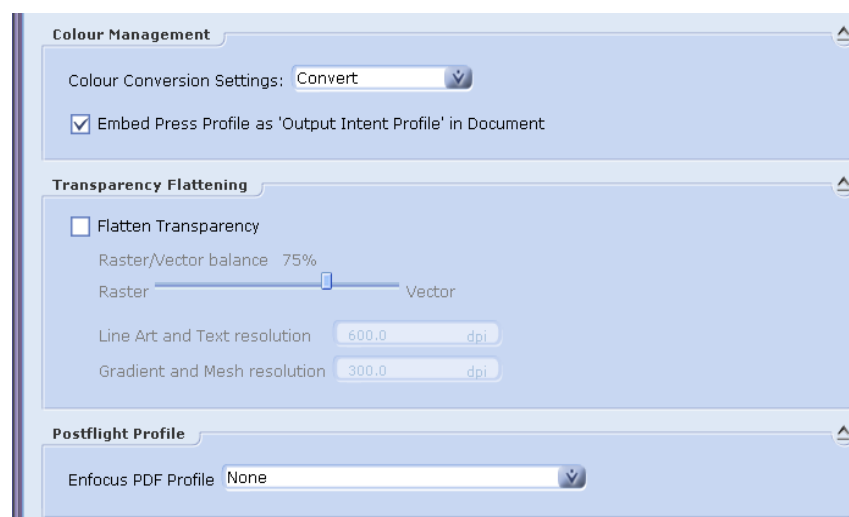 Colour Management
Colour Conversion Settings: Convert
Embed Press Profile as 'Output Intent Profile' in Document
Transparency Flattening
Flatten Transparency
Raster/Vector balance 75%
Raster Vector
Line Art and Text resolution 600.0 dpi
Gradient and Mesh resolution 300.0 dpi
Postflight Profile
Enfocus PDF Profile None